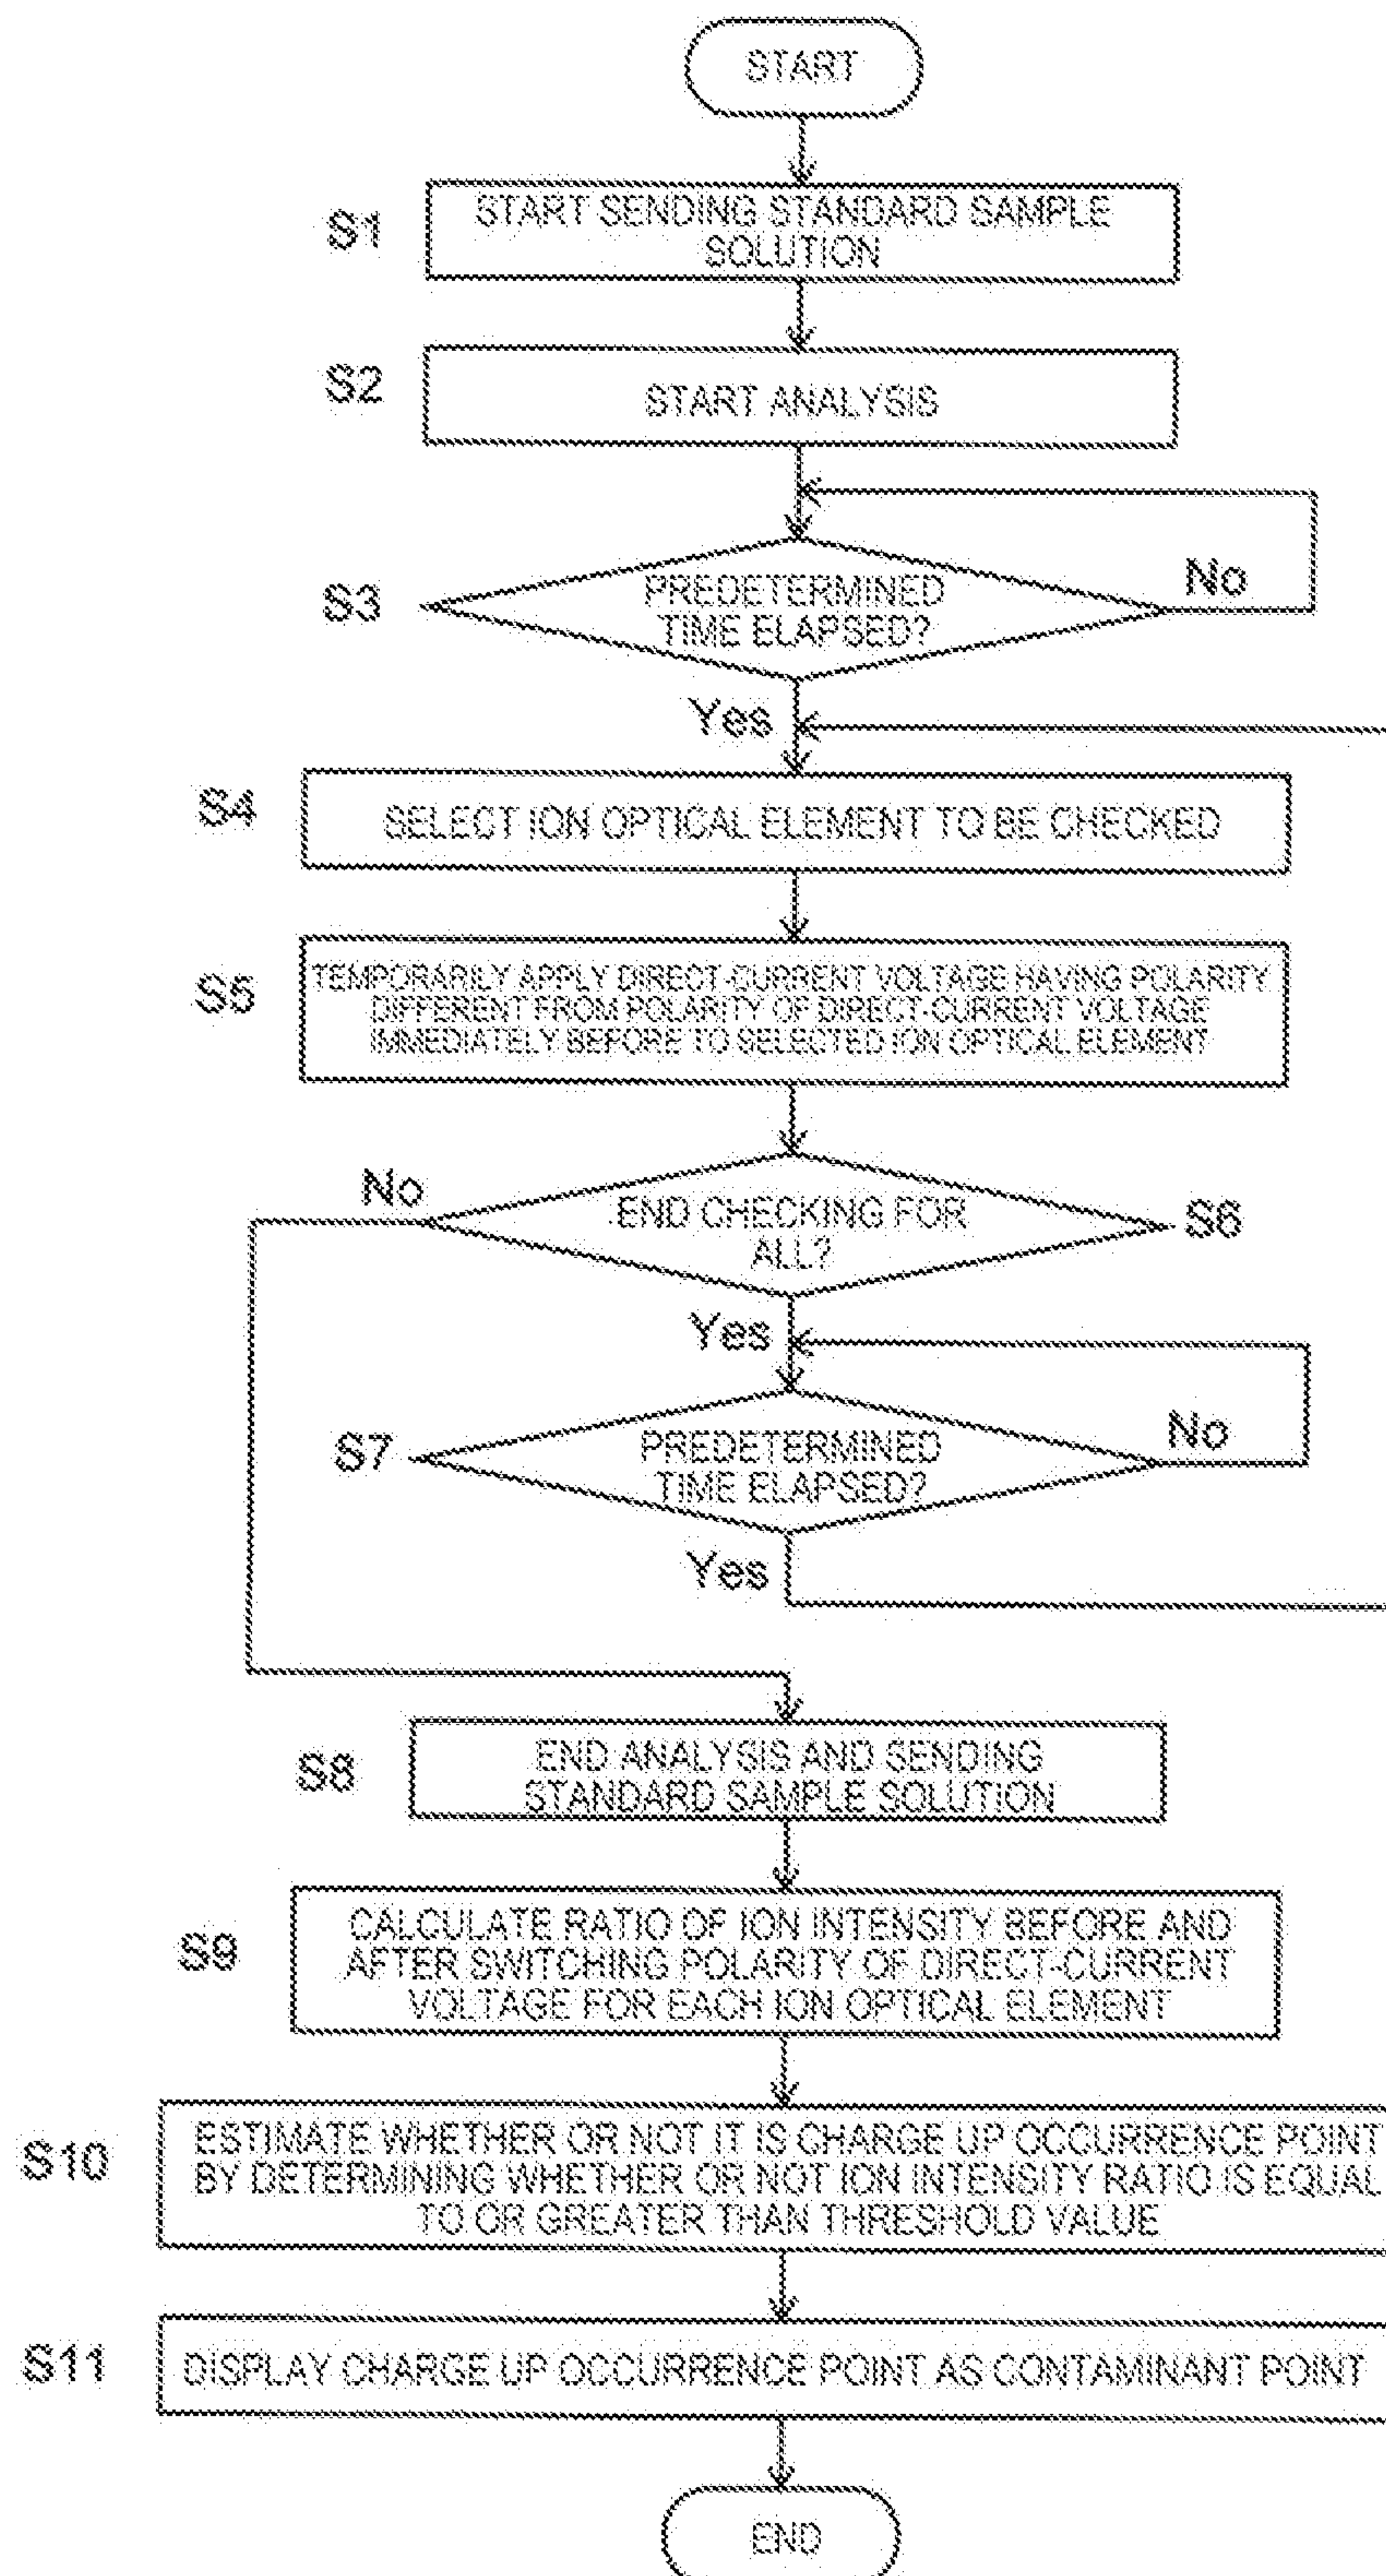 START
S1
START SENDING STANDARD SAMPLE
SOLUTION
S2
START ANALYSIS
S3
PREDETERMINED
TIME ELAPSED?
No
Yes
S4
SELECT ION OPTICAL ELEMENT TO BE CHECKED
S5
TEMPORARILY APPLY DIRECT-CURRENT VOLTAGE HAVING POLARITY
DIFFERENT FROM POLARITY OF DIRECT-CURRENT VOLTAGE
IMMEDIATELY BEFORE TO SELECTED ION OPTICAL ELEMENT
No
END CHECKING FOR
ALL?
S6
Yes
S7
PREDETERMINED
TIME ELAPSED?
No
Yes
S8
END ANALYSIS AND SENDING
STANDARD SAMPLE SOLUTION
S9
CALCULATE RATIO OF ION INTENSITY BEFORE AND
AFTER SWITCHING POLARITY OF DIRECT-CURRENT
VOLTAGE FOR EACH ION OPTICAL ELEMENT
S10
ESTIMATE WHETHER OR NOT IT IS CHARGE UP OCCURRENCE POINT
BY DETERMINING WHETHER OR NOT ION INTENSITY RATIO IS EQUAL
TO OR GREATER THAN THRESHOLD VALUE
S11
DISPLAY CHARGE UP OCCURRENCE POINT AS CONTAMINANT POINT
END